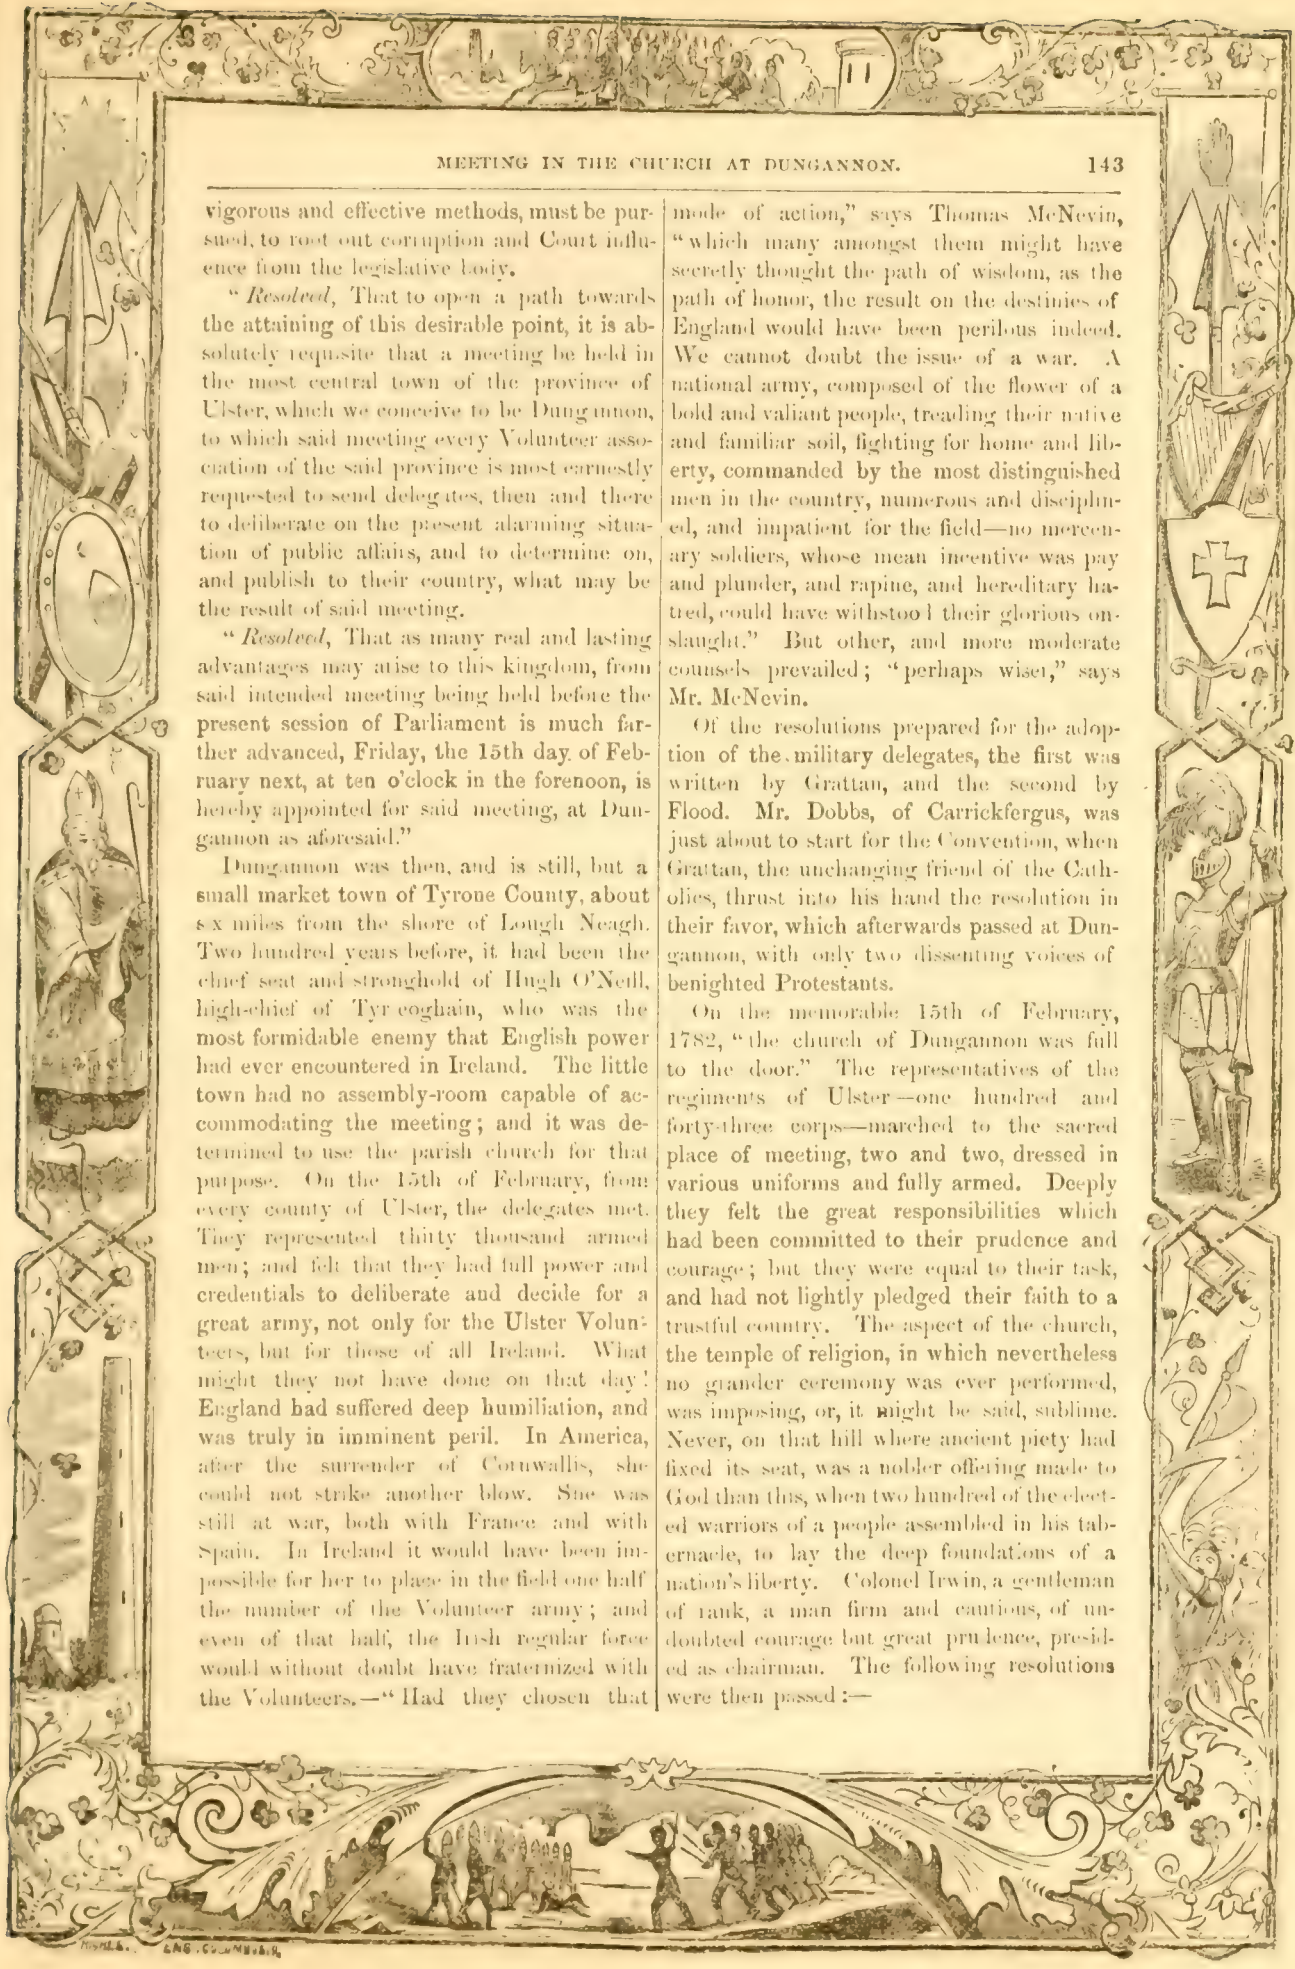 MEETING IN THE CHURCH AT DUNGANNON. 143
vigorous and effective methods, must be pur-
sued, to root out corruption and Court influ-
ence from the legislative body.
“ Resolved, That to open a path towards
the attaining of this desirable point, it is ab-
solutely requisite that a meeting be held in
the most central town of the province of
Ulster, which we conceive to be Dungannon,
to which said meeting every Volunteer asso-
ciation of the said province is most earnestly
requested to send delegates, then and there
to deliberate on the present alarming situa-
tion of public affairs, and to determine on,
and publish to their country, what may be
the result of said meeting.
“ Resolved, That as many real and lasting
advantages may arise to this kingdom, from
said intended meeting being held before the
present session of Parliament is much far-
ther advanced, Friday, the 15th day of Feb-
ruary next, at ten o’clock in the forenoon, is
hereby appointed for said meeting, at Dun-
gannon as aforesaid.”
Dungannon was then, and is still, but a
small market town of Tyrone County, about
six miles from the shore of Lough Neagh.
Two hundred years before, it had been the
chief seat and stronghold of Hugh O’Neill,
high-chief of Tyr-eoghain, who was the
most formidable enemy that English power
had ever encountered in Ireland. The little
town had no assembly-room capable of ac-
commodating the meeting; and it was de-
termined to use the parish church for that
purpose. On the 15th of February, from
every county of Ulster, the delegates met.
They represented thirty thousand armed
men; and felt that they had full power and
credentials to deliberate and decide for a
great army, not only for the Ulster Volun-
teers, but for those of all Ireland. What
might they not have done on that day!
England had suffered deep humiliation, and
was truly in imminent peril. In America,
after the surrender of Cornwallis, she
could not strike another blow. She was
still at war, both with France and with
Spain. In Ireland it would have been im-
possible for her to place in the field one half
the number of the Volunteer army; and
even of that half, the Irish regular force
would without doubt have fraternized with
the Volunteers.—“ Had they chosen that
mode of action,” says Thomas McNevin,
“which many amongst them might have
secretly thought the path of wisdom, as the
path of honor, the result on the destinies of
England would have been perilous indeed.
We cannot doubt the issue of a war. A
national army, composed of the flower of a
bold and valiant people, treading their native
and familiar soil, fighting for home and lib-
erty, commanded by the most distinguished
men in the country, numerous and disciplin-
ed, and impatient for the field—no mercen-
ary soldiers, whose mean incentive was pay
and plunder, and rapine, and hereditary ha-
tred, could have withstood their glorious on-
slaught.” But other, and more moderate
counsels prevailed; “perhaps wiser,” says
Mr. McNevin.
Of the resolutions prepared for the adop-
tion of the military delegates, the first was
written by Grattan, and the second by
Flood. Mr. Dobbs, of Carrickfergus, was
just about to start for the Convention, when
Grattan, the unchanging friend of the Cath-
olics, thrust into his hand the resolution in
their favor, which afterwards passed at Dun-
gannon, with only two dissenting voices of
benighted Protestants.
On the memorable 15th of February,
1782, “the church of Dungannon was full
to the door.” The representatives of the
regiments of Ulster—one hundred and
forty-three corps—marched to the sacred
place of meeting, two and two, dressed in
various uniforms and fully armed. Deeply
they felt the great responsibilities which
had been committed to their prudence and
courage; but they were equal to their task,
and had not lightly pledged their faith to a
trustful country. The aspect of the church,
the temple of religion, in which nevertheless
no grander ceremony was ever performed,
was imposing, or, it might be said, sublime.
Never, on that hill where ancient piety had
fixed its seat, was a nobler offering made to
God than this, when two hundred of the elect-
ed warriors of a people assembled in his tab-
ernacle, to lay the deep foundations of a
nation’s liberty. Colonel Irwin, a gentleman
of rank, a man firm and cautious, of un-
doubted courage but great prudence, presid-
ed as chairman. The following resolutions
were then passed :—